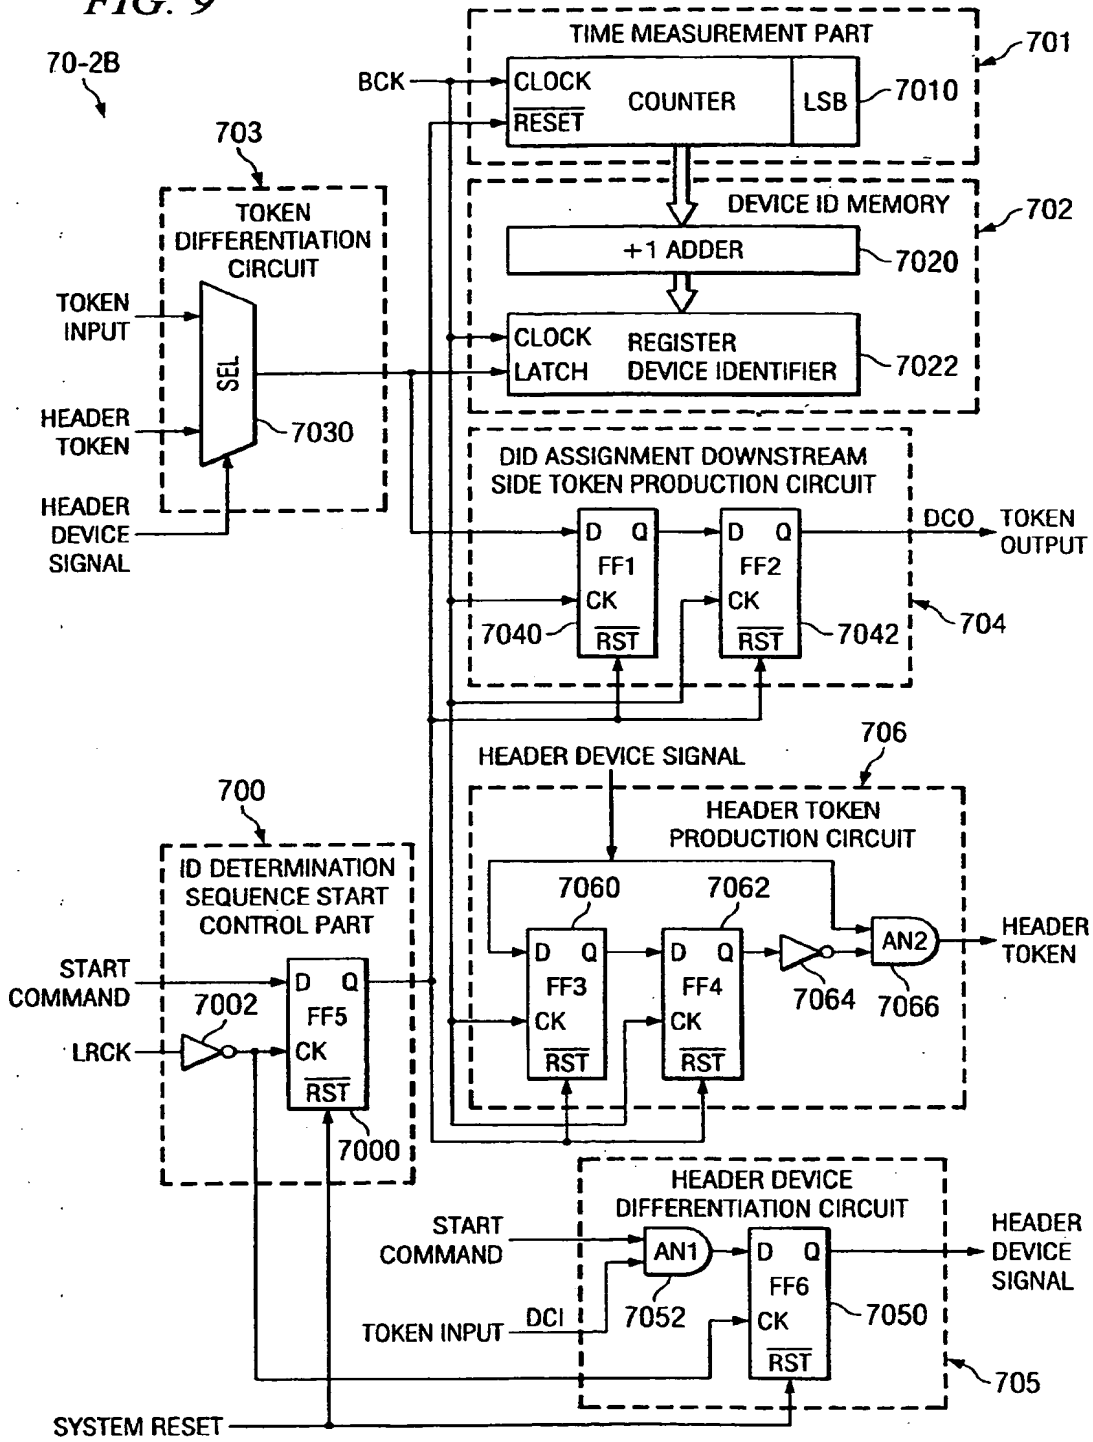 FIG. 9
70-2B
TIME MEASUREMENT PART
701
BCK
CLOCK
RESET
COUNTER
LSB
7010
703
TOKEN
DIFFERENTIATION
CIRCUIT
DEVICE ID MEMORY
702
+1 ADDER
7020
TOKEN
INPUT
SEL
CLOCK
LATCH
REGISTER
DEVICE IDENTIFIER
7022
HEADER
TOKEN
7030
HEADER
DEVICE
SIGNAL
DID ASSIGNMENT DOWNSTREAM
SIDE TOKEN PRODUCTION CIRCUIT
D Q
FF1
CK
RST
7040
D Q
FF2
CK
RST
7042
DCO
TOKEN
OUTPUT
704
HEADER DEVICE SIGNAL
706
HEADER TOKEN
PRODUCTION CIRCUIT
700
ID DETERMINATION
SEQUENCE START
CONTROL PART
7060
D Q
FF3
CK
RST
7062
D Q
FF4
CK
RST
7064
AN2
7066
HEADER
TOKEN
START
COMMAND
7002
LRCK
D Q
FF5
CK
RST
7000
HEADER DEVICE
DIFFERENTIATION CIRCUIT
START
COMMAND
AN1
7052
TOKEN INPUT
DCI
D Q
FF6
CK
RST
7050
HEADER
DEVICE
SIGNAL
705
SYSTEM RESET